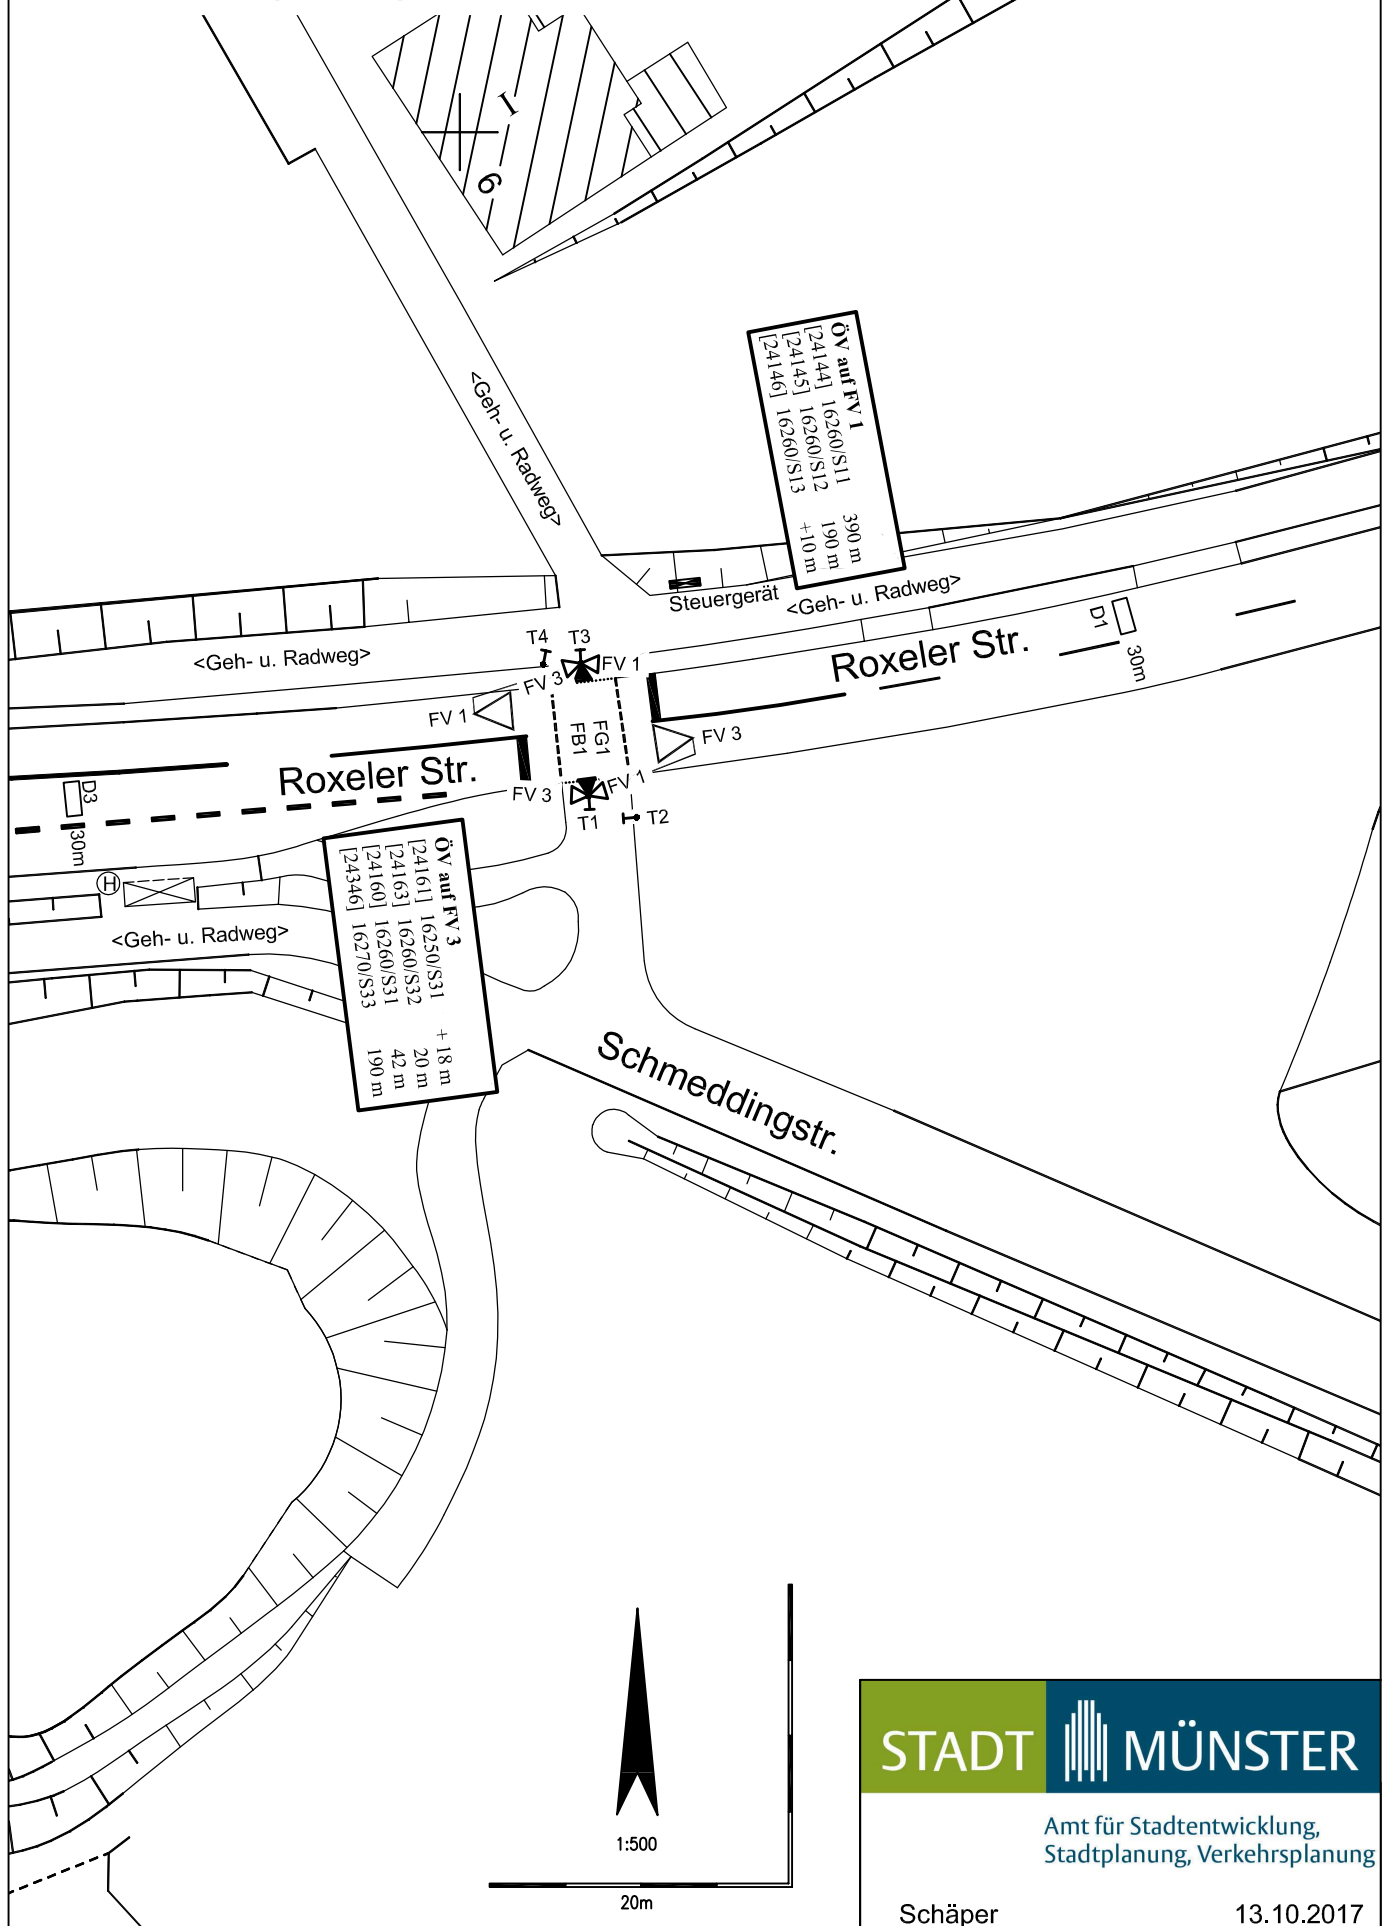 I
6
<Geh- u. Radweg>
ÖV auf FV 1
[24144] 16260/S11 390 m
[24145] 16260/S12 190 m
[24146] 16260/S13 +10 m
Steuergerät
<Geh- u. Radweg>
D1
30m
Roxeler Str.
<Geh- u. Radweg>
T4
T3
FV 1
FV 3
FV 1
FB1
FG1
FV 3
Roxeler Str.
FV 3
FV 1
T1
T2
D3
30m
H
<Geh- u. Radweg>
ÖV auf FV 3
[24161] 16250/S31 + 18 m
[24163] 16260/S32 20 m
[24160] 16260/S31 42 m
[24346] 16270/S33 190 m
Schmeddingstr.
1:500
20m
STADT MÜNSTER
Amt für Stadtentwicklung,
Stadtplanung, Verkehrsplanung
Schäper 13.10.2017